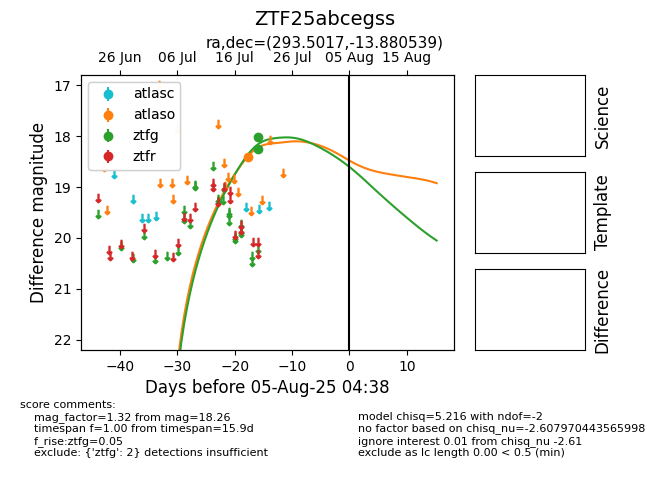 ZTF25abcegss
ra,dec=(293.5017,-13.880539)
26 Jun 06 Jul 16 Jul 26 Jul 05 Aug 15 Aug
atlasc
atlaso
ztfg
ztfr
17
18
19
20
21
22
Difference magnitude
−40 −30 −20 −10 0 10
Days before 05-Aug-25 04:38
Science
Template
Difference
score comments:
mag_factor=1.32 from mag=18.26
timespan f=1.00 from timespan=15.9d
f_rise:ztfg=0.05
exclude: {'ztfg': 2} detections insufficient
model chisq=5.216 with ndof=-2
no factor based on chisq_nu=-2.607970443565998
ignore interest 0.01 from chisq_nu -2.61
exclude as lc length 0.00 < 0.5 (min)